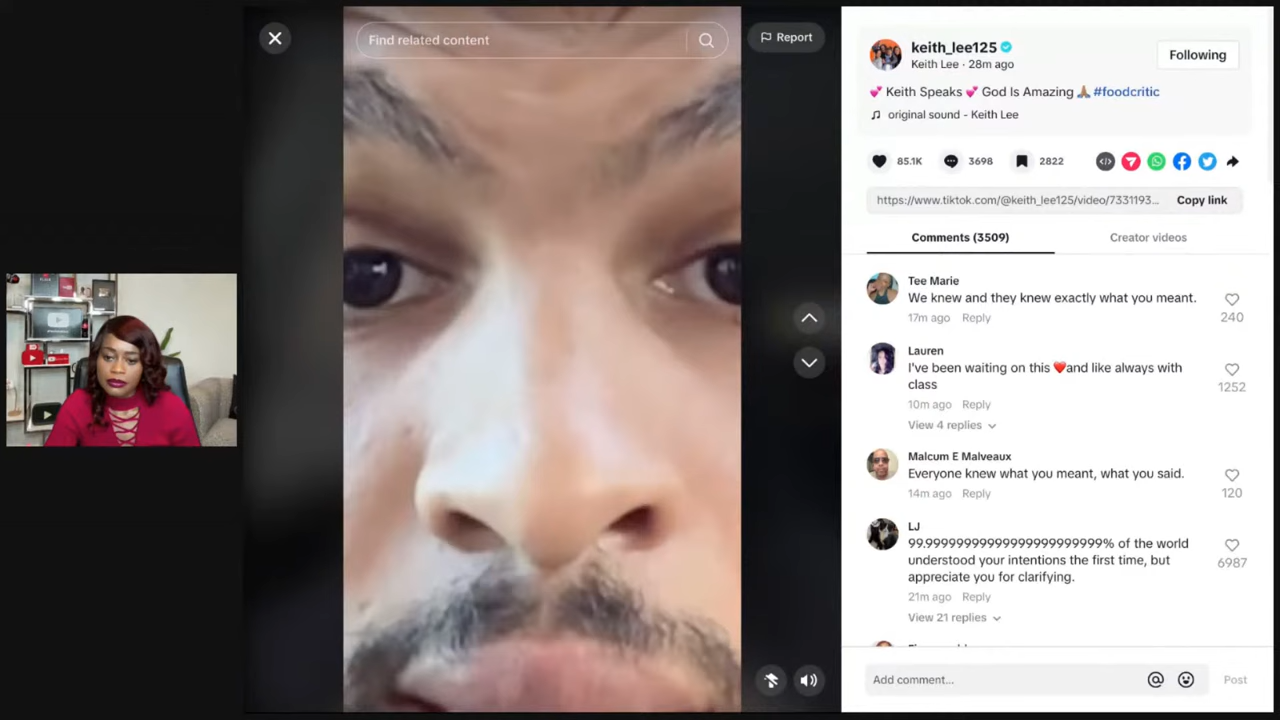 Find related content
Report
keith_lee125
Keith Lee · 28m ago
Following
💕 Keith Speaks 💕 God Is Amazing 🙏🏽 #foodcritic
♫ original sound - Keith Lee
85.1K
3698
2822
https://www.tiktok.com/@keith_lee125/video/7331193...
Copy link
Comments (3509)
Creator videos
Tee Marie
We knew and they knew exactly what you meant.
17m ago Reply
240
Lauren
I've been waiting on this ❤️and like always with
class
10m ago Reply
1252
View 4 replies
Malcum E Malveaux
Everyone knew what you meant, what you said.
14m ago Reply
120
LJ
of the world
understood your intentions the first time, but
appreciate you for clarifying.
21m ago Reply
6987
View 21 replies
Add comment...
Post